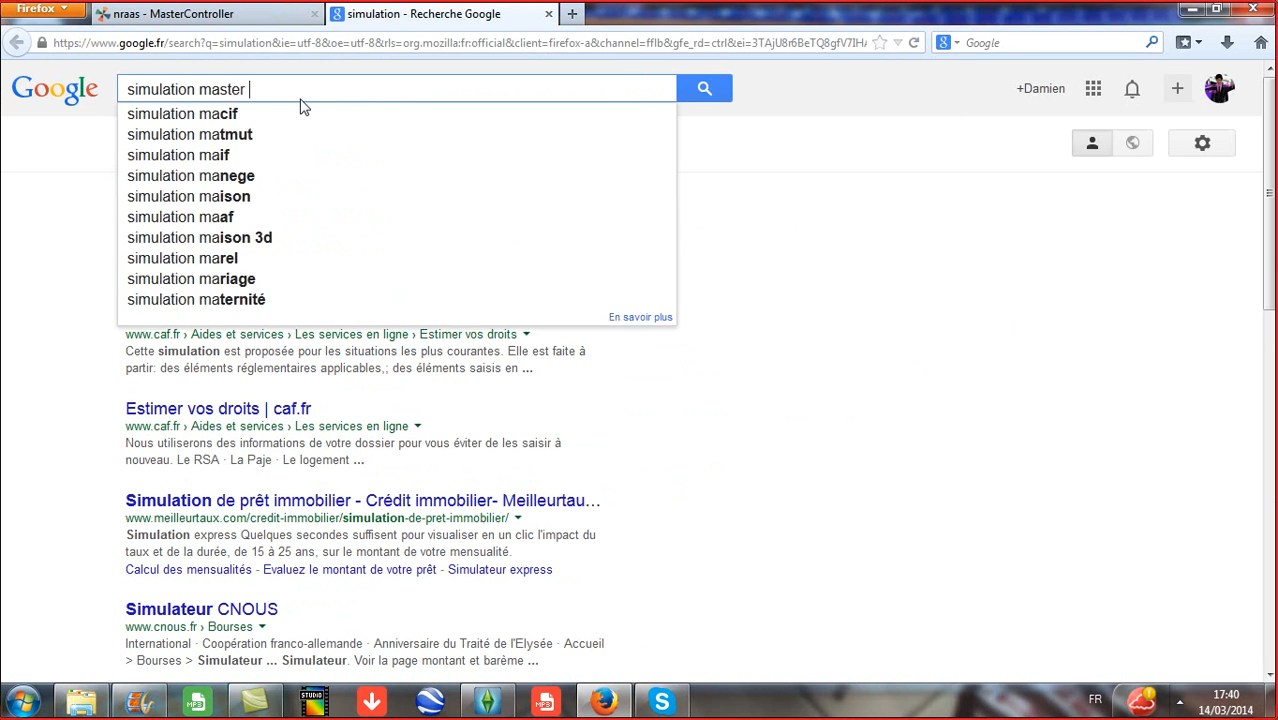 Firefox
nraas - MasterController
simulation - Recherche Google
https://www.google.fr/search?q=simulation&ie=utf-8&oe=utf-8&rls=org.mozilla:fr:official&client=firefox-a&channel=fflb&gfe_rd=ctrl&ei=3TAjU8r6BeTQ8gfV7IH
Google
Google
simulation master
+Damien
simulation macif
simulation matmut
simulation maif
simulation manege
simulation maison
simulation maaf
simulation maison 3d
simulation marel
simulation mariage
simulation maternité
En savoir plus
www.caf.fr › Aides et services › Les services en ligne › Estimer vos droits
Cette simulation est proposée pour les situations les plus courantes. Elle est faite à
partir: des éléments réglementaires applicables,; des éléments saisis en ...
Estimer vos droits | caf.fr
www.caf.fr › Aides et services › Les services en ligne
Nous utiliserons des informations de votre dossier pour vous éviter de les saisir à
nouveau. Le RSA · La Paje · Le logement ...
Simulation de prêt immobilier - Crédit immobilier- Meilleurtau...
www.meilleurtaux.com/credit-immobilier/simulation-de-pret-immobilier/
Simulation express Quelques secondes suffisent pour visualiser en un clic l'impact du
taux et de la durée, de 15 à 25 ans, sur le montant de votre mensualité.
Calcul des mensualités - Evaluez le montant de votre prêt - Simulateur express
Simulateur CNOUS
www.cnous.fr › Bourses
International · Coopération franco-allemande · Anniversaire du Traité de l'Elysée · Accueil
> Bourses > Simulateur ... Simulateur. Voir la page montant et barème ...
MP3
STUDIO
MP3
FR
17:40
14/03/2014